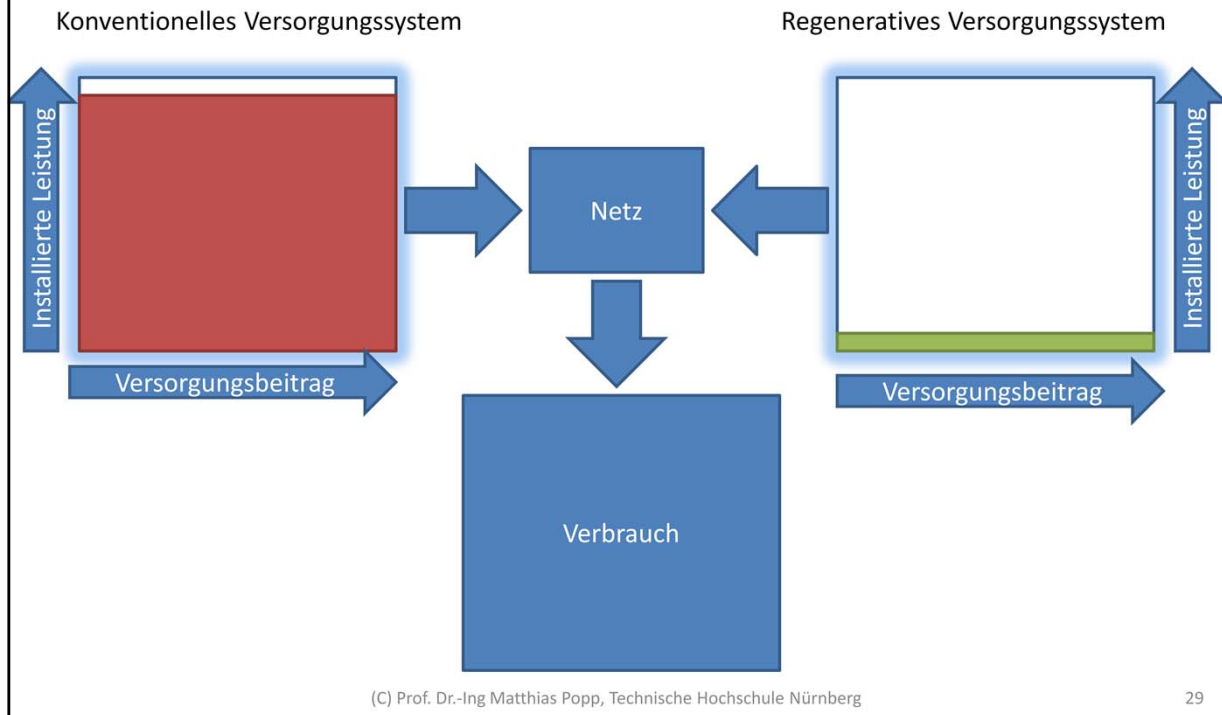 Konventionelles Versorgungssystem
Regeneratives Versorgungssystem
Installierte Leistung
Netz
Installierte Leistung
Versorgungsbeitrag
Versorgungsbeitrag
Verbrauch
(C) Prof. Dr.-Ing Matthias Popp, Technische Hochschule Nürnberg
29